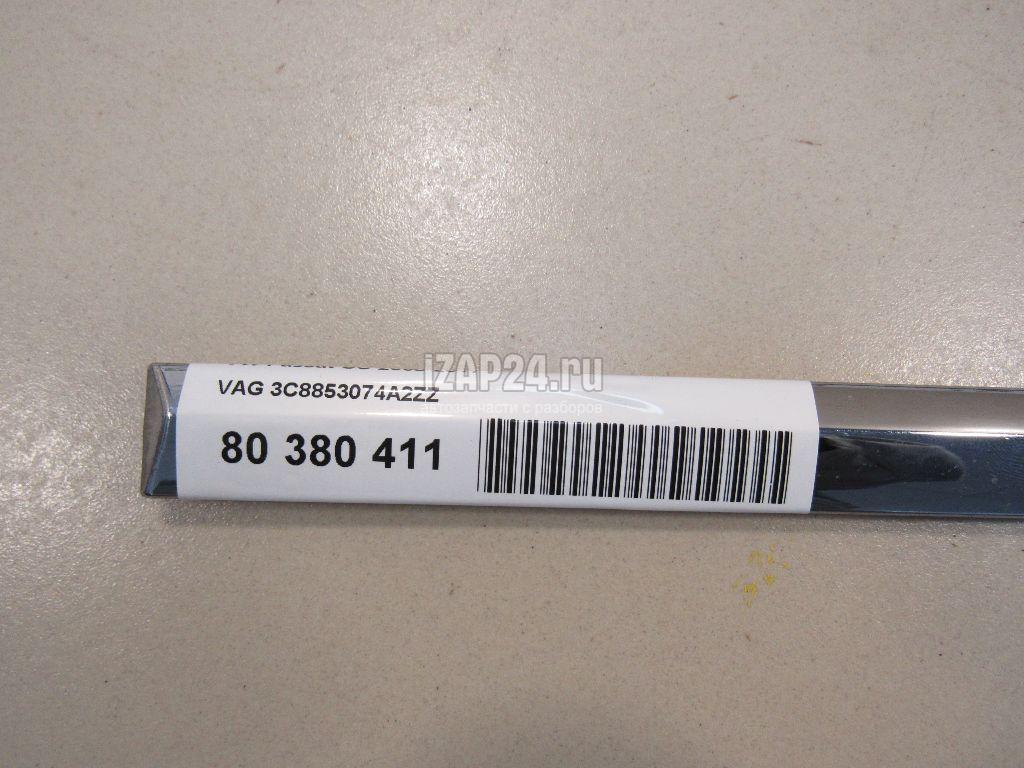 iZAP24.ru
VAG 3C8853074A2ZZ
автозапчасти с разборов
80 380 411